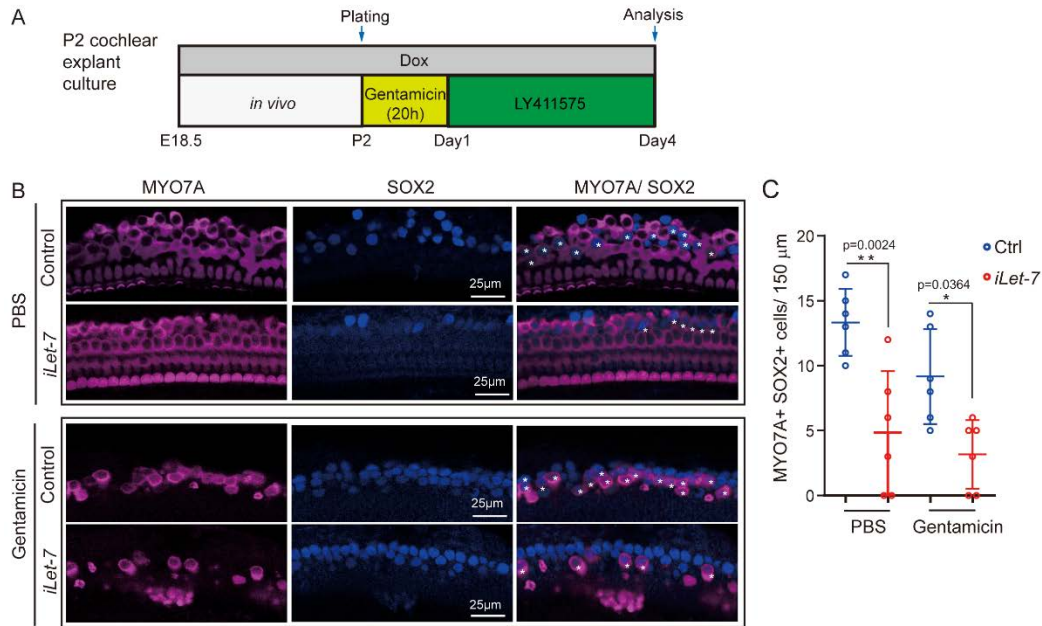 A
Plating
Analysis
P2 cochlear
explant
culture
Dox
in vivo
Gentamicin
(20h)
LY411575
E18.5
P2
Day1
Day4
B
MYO7A
SOX2
MYO7A/ SOX2
PBS
Control
25µm
iLet-7
25µm
Gentamicin
Control
25µm
iLet-7
25µm
C
Ctrl
iLet-7
p=0.0024
**
p=0.0364
*
MYO7A+ SOX2+ cells/ 150 µm
20
15
10
5
0
PBS
Gentamicin